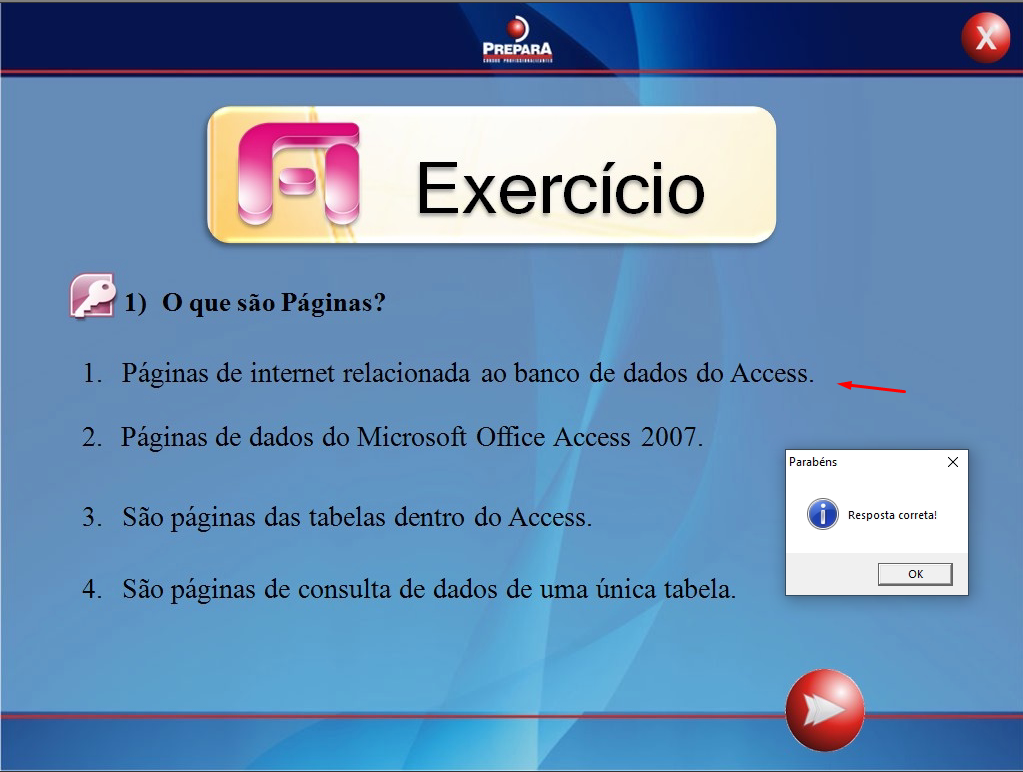 PREPARA
CURSOS PROFISSIONALIZANTES
X
Exercício
1) O que são Páginas?
1. Páginas de internet relacionada ao banco de dados do Access.
2. Páginas de dados do Microsoft Office Access 2007.
Parabéns
Resposta correta!
OK
3. São páginas das tabelas dentro do Access.
4. São páginas de consulta de dados de uma única tabela.